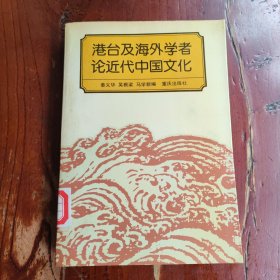 港台及海外学者
论近代中国文化
姜义华 吴根梁 马学新编 重庆出版社